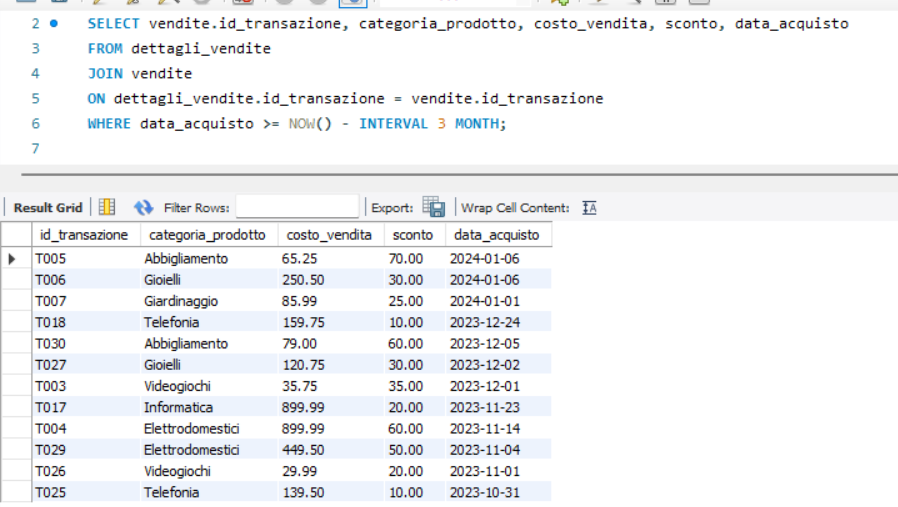 2 SELECT vendite.id_transazione, categoria_prodotto, costo_vendita, sconto, data_acquisto
3 FROM dettagli_vendite
4 JOIN vendite
5 ON dettagli_vendite.id_transazione = vendite.id_transazione
6 WHERE data_acquisto >= NOW() - INTERVAL 3 MONTH;
7
Result Grid Filter Rows: Export: Wrap Cell Content:
id_transazione categoria_prodotto costo_vendita sconto data_acquisto
T005 Abbigliamento 65.25 70.00 2024-01-06
T006 Gioielli 250.50 30.00 2024-01-06
T007 Giardinaggio 85.99 25.00 2024-01-01
T018 Telefonia 159.75 10.00 2023-12-24
T030 Abbigliamento 79.00 60.00 2023-12-05
T027 Gioielli 120.75 30.00 2023-12-02
T003 Videogiochi 35.75 35.00 2023-12-01
T017 Informatica 899.99 20.00 2023-11-23
T004 Elettrodomestici 899.99 60.00 2023-11-14
T029 Elettrodomestici 449.50 50.00 2023-11-04
T026 Videogiochi 29.99 20.00 2023-11-01
T025 Telefonia 139.50 10.00 2023-10-31